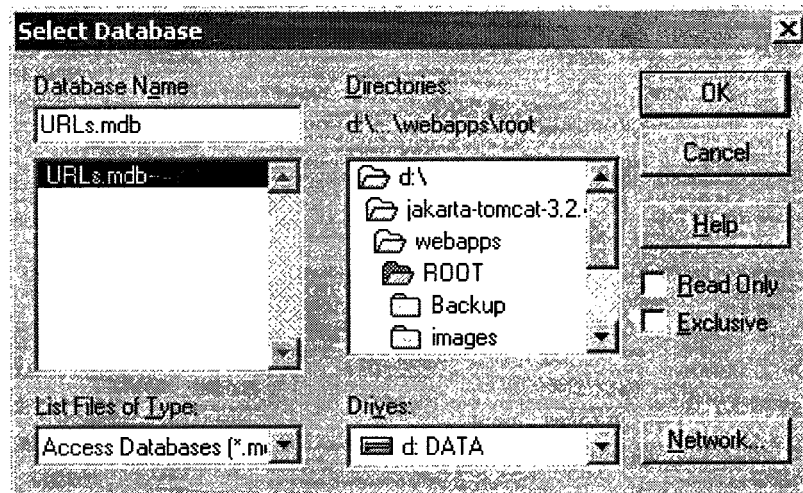 Select Database
Database Name
URLs.mdb
URLs.mdb
List Files of Type:
Access Databases (*.m
Directories:
d:\...\webapps\root
d:\
jakarta-tomcat-3.2.
webapps
ROOT
Backup
images
Drives:
d: DATA
OK
Cancel
Help
Read Only
Exclusive
Network...